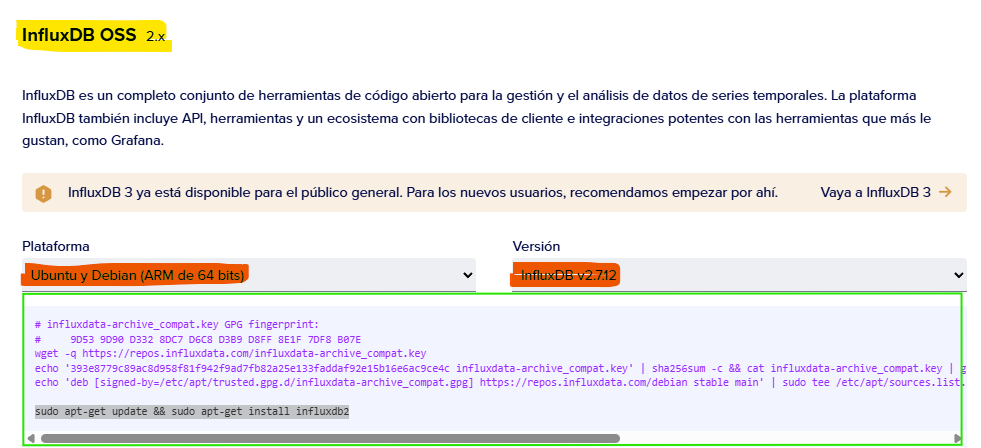 InfluxDB OSS 2.x
InfluxDB es un completo conjunto de herramientas de código abierto para la gestión y el análisis de datos de series temporales. La plataforma
InfluxDB también incluye API, herramientas y un ecosistema con bibliotecas de cliente e integraciones potentes con las herramientas que más le
gustan, como Grafana.
InfluxDB 3 ya está disponible para el público general. Para los nuevos usuarios, recomendamos empezar por ahí. Vaya a InfluxDB 3 →
Plataforma Versión
Ubuntu y Debian (ARM de 64 bits) InfluxDB v2.7.12
# influxdata-archive_compat.key GPG fingerprint:
#     9D53 9D90 D332 8DC7 D6C8 D3B9 D8FF 8E1F 7DF8 B07E
wget -q https://repos.influxdata.com/influxdata-archive_compat.key
echo '393e8779c89ac8d958f81f942f9ad7fb82a25e133faddaf92e15b16e6ac9ce4c influxdata-archive_compat.key' | sha256sum -c && cat influxdata-archive_compat.key | g
echo 'deb [signed-by=/etc/apt/trusted.gpg.d/influxdata-archive_compat.gpg] https://repos.influxdata.com/debian stable main' | sudo tee /etc/apt/sources.list.
sudo apt-get update && sudo apt-get install influxdb2